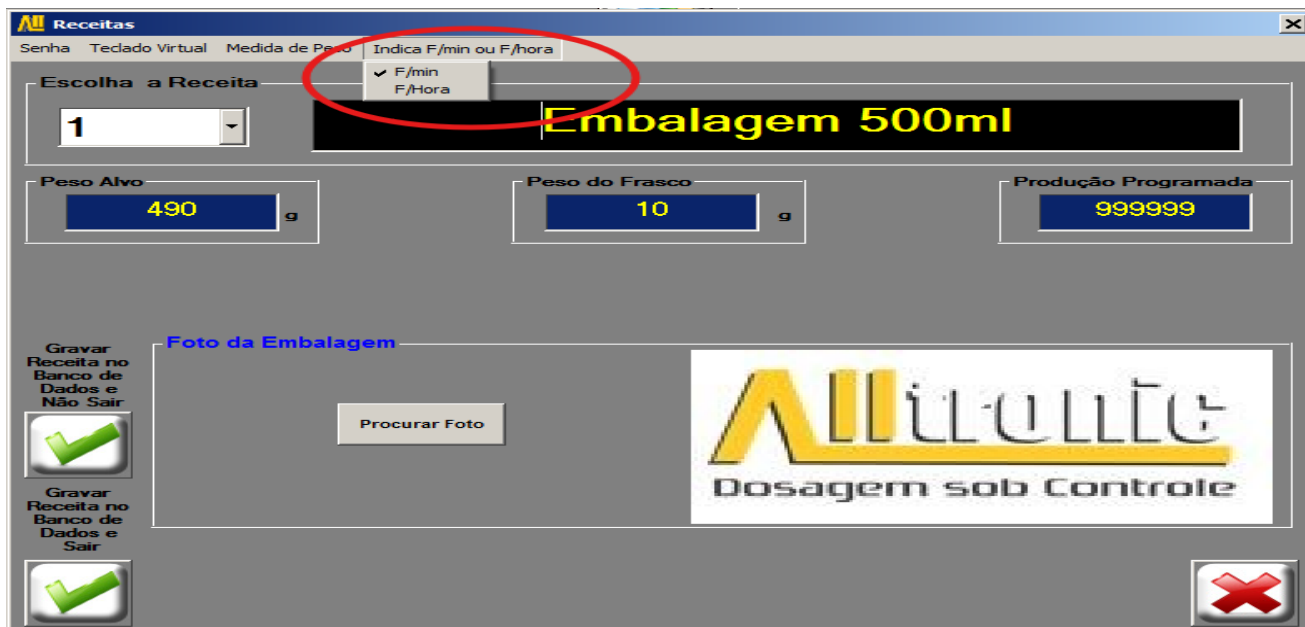 All Receitas
Senha Teclado Virtual Medida de Peso Indica F/min ou F/hora
F/min
F/Hora
Escolha a Receita
1
Embalagem 500ml
Peso Alvo
490 g
Peso do Frasco
10 g
Produção Programada
999999
Gravar
Receita no
Banco de
Dados e
Não Sair
Foto da Embalagem
Procurar Foto
Alltronic
Dosagem sob Controle
Gravar
Receita no
Banco de
Dados e
Sair